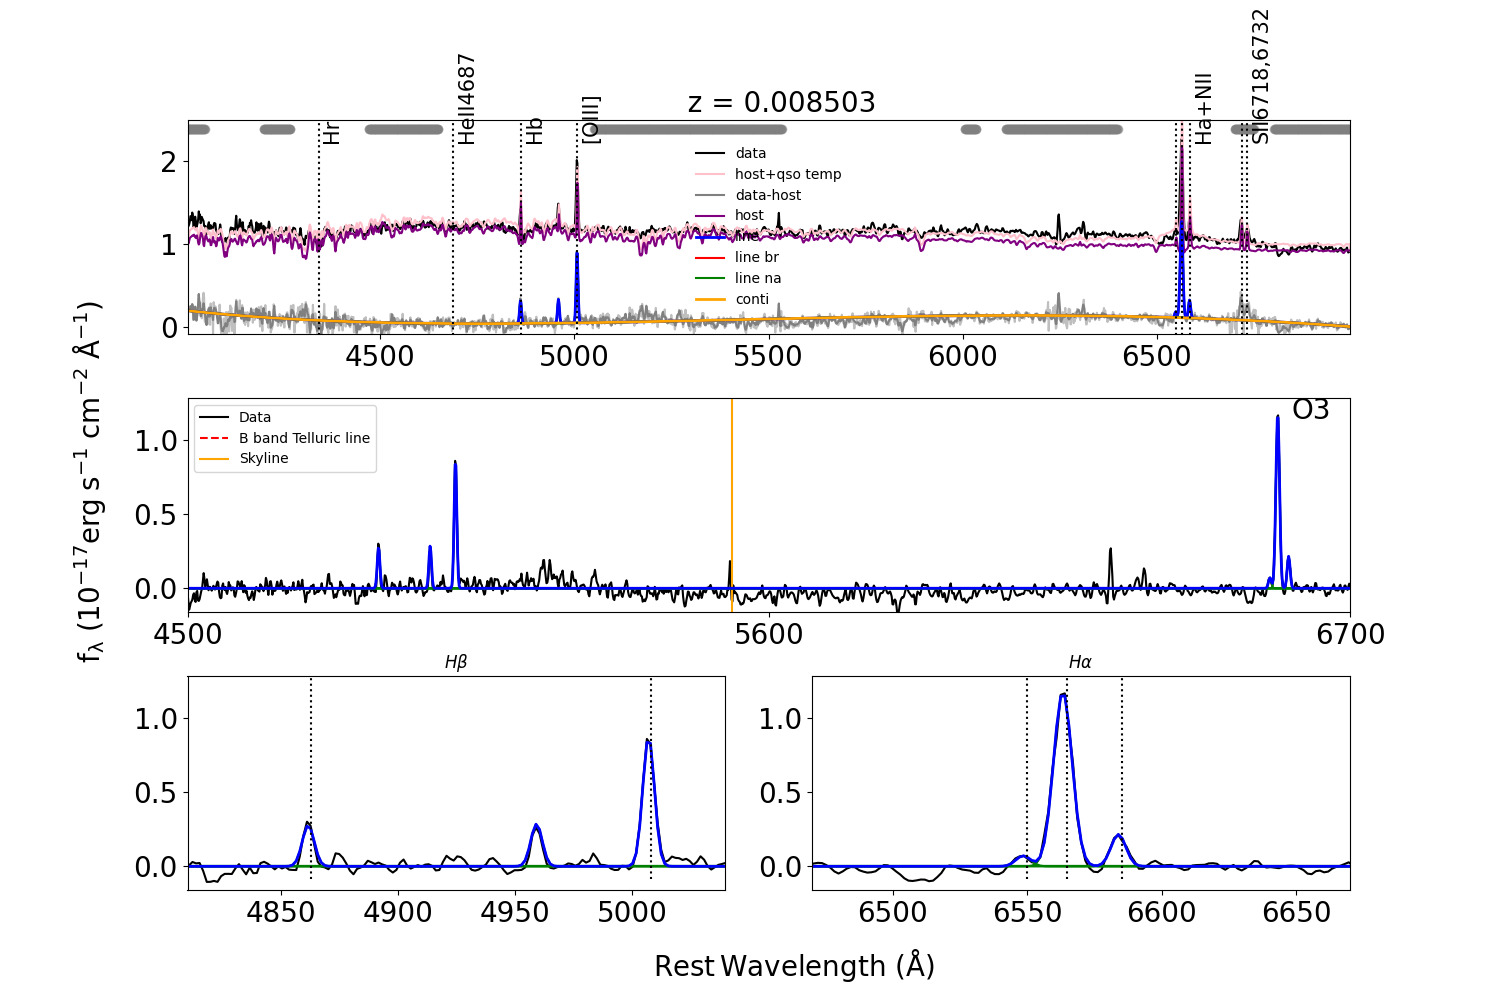 z = 0.008503
Hr
HeII4687
Hb
[OIII]
Ha+NII
SII6718,6732
data
host+qso temp
data-host
host
line
line br
line na
conti
2
1
0
4500
5000
5500
6000
6500
fλ (10⁻¹⁷erg s⁻¹ cm⁻² Å⁻¹)
Data
B band Telluric line
Skyline
O3
1.0
0.5
0.0
4500
5600
6700
Hβ
1.0
0.5
0.0
4850
4900
4950
5000
Hα
1.0
0.5
0.0
6500
6550
6600
6650
Rest Wavelength (Å)